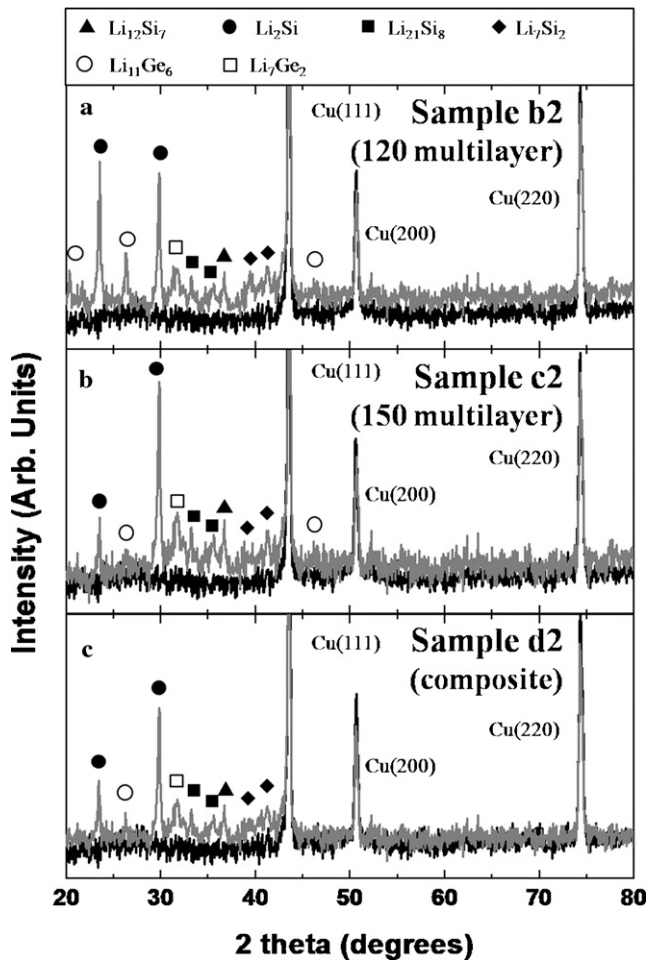 ▲ Li₁₂Si₇ ● Li₂Si ■ Li₂₁Si₈ ◆ Li₇Si₂
○ Li₁₁Ge₆ □ Li₇Ge₂
a
Cu(111)
Sample b2
(120 multilayer)
Cu(220)
Cu(200)
b
Cu(111)
Sample c2
(150 multilayer)
Cu(220)
Cu(200)
c
Cu(111)
Sample d2
(composite)
Cu(220)
Cu(200)
20 30 40 50 60 70 80
2 theta (degrees)
Intensity (Arb. Units)